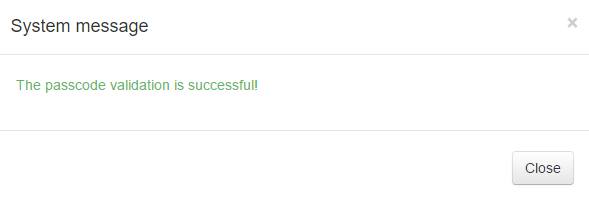 System message
×
The passcode validation is successful!
Close